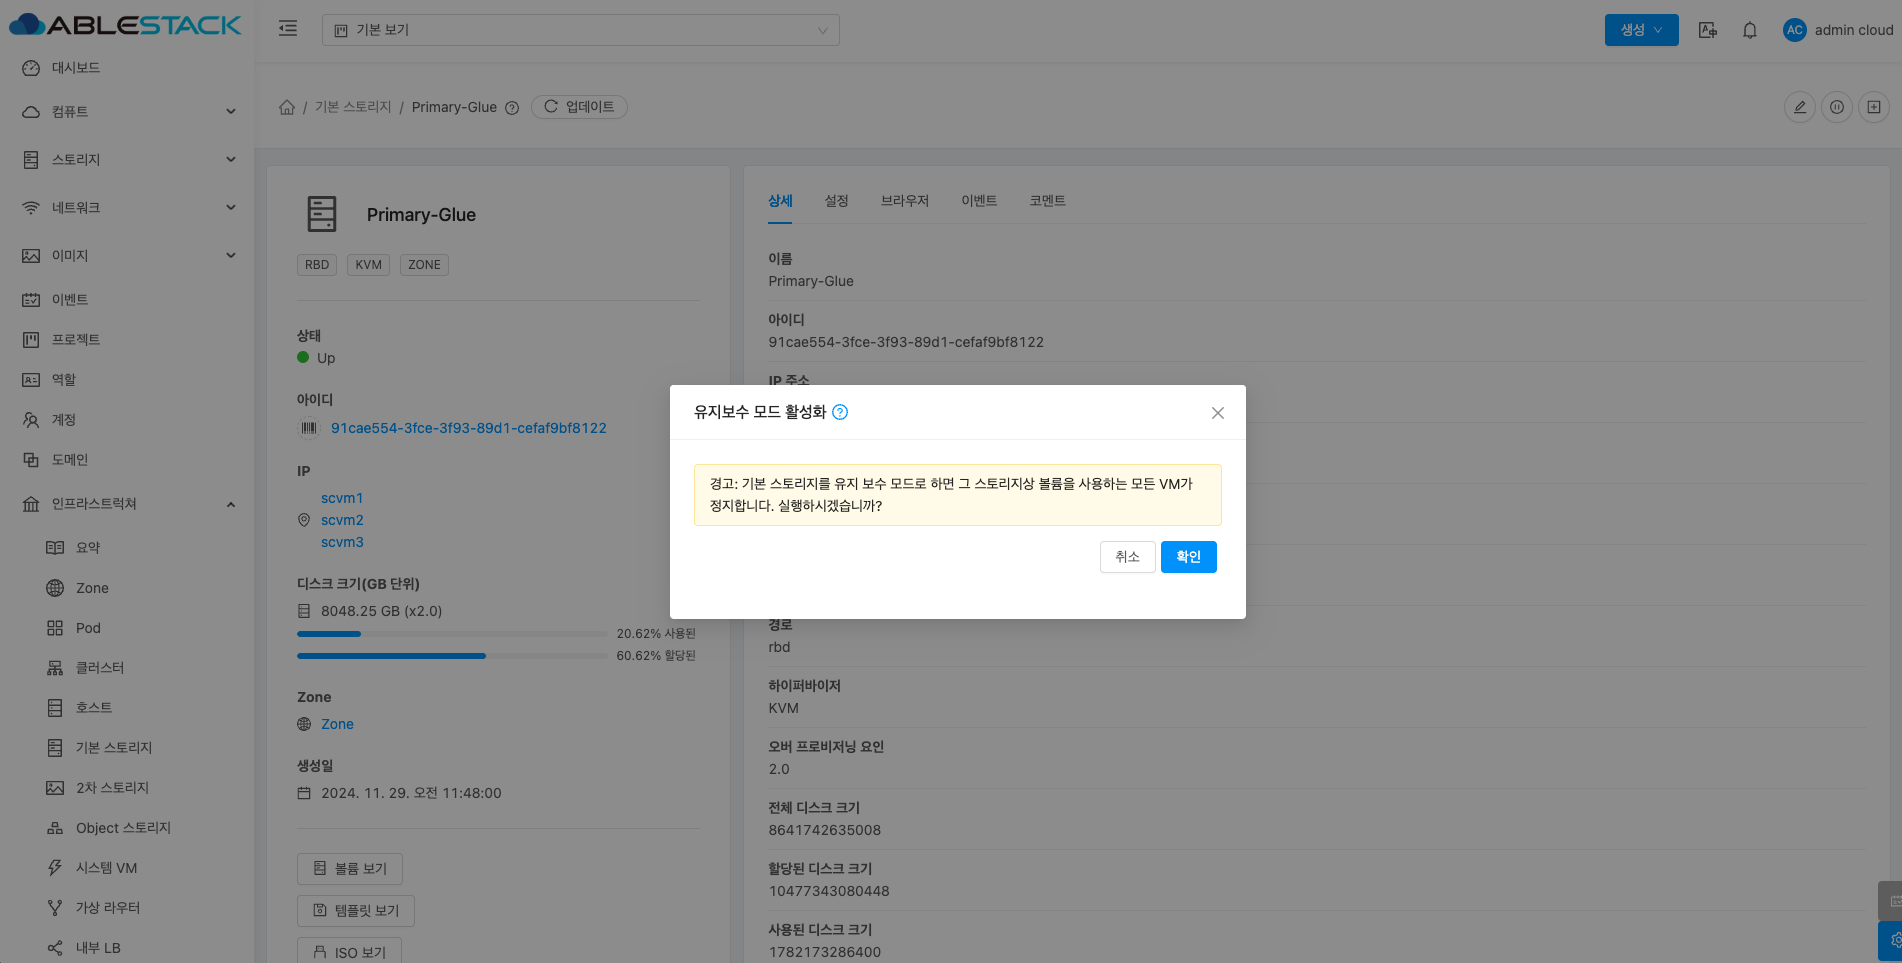 ABLESTACK
기본 보기
생성
AC
admin cloud
대시보드
컴퓨트
스토리지
네트워크
이미지
이벤트
프로젝트
역할
계정
도메인
인프라스트럭쳐
요약
Zone
Pod
클러스터
호스트
기본 스토리지
2차 스토리지
Object 스토리지
시스템 VM
가상 라우터
내부 LB
/ 기본 스토리지 / Primary-Glue
업데이트
Primary-Glue
RBD KVM ZONE
상태
Up
아이디
91cae554-3fce-3f93-89d1-cefaf9bf8122
IP
scvm1
scvm2
scvm3
디스크 크기(GB 단위)
8048.25 GB (x2.0)
20.62% 사용된
60.62% 할당된
Zone
Zone
생성일
2024. 11. 29. 오전 11:48:00
볼륨 보기
템플릿 보기
ISO 보기
상세 설정 브라우저 이벤트 코멘트
이름
Primary-Glue
아이디
91cae554-3fce-3f93-89d1-cefaf9bf8122
IP 주소
유지보수 모드 활성화
경고: 기본 스토리지를 유지 보수 모드로 하면 그 스토리지상 볼륨을 사용하는 모든 VM가
정지합니다. 실행하시겠습니까?
취소 확인
경로
rbd
하이퍼바이저
KVM
오버 프로비저닝 요인
2.0
전체 디스크 크기
8641742635008
할당된 디스크 크기
10477343080448
사용된 디스크 크기
1782173286400